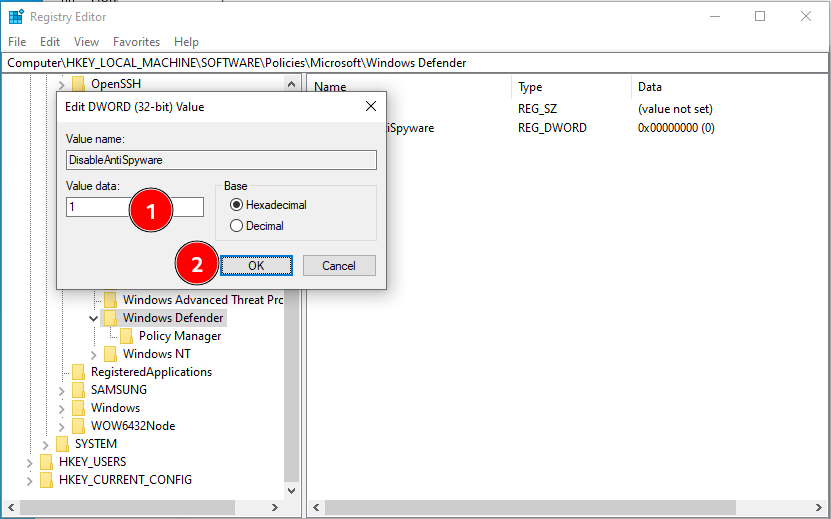 Registry Editor
File Edit View Favorites Help
Computer\HKEY_LOCAL_MACHINE\SOFTWARE\Policies\Microsoft\Windows Defender
OpenSSH
Name Type Data
REG_SZ (value not set)
iSpyware REG_DWORD 0x00000000 (0)
Edit DWORD (32-bit) Value
Value name:
DisableAntiSpyware
Value data:
1
1
Base
Hexadecimal
Decimal
2
OK Cancel
Windows Advanced Threat Pro
Windows Defender
Policy Manager
Windows NT
RegisteredApplications
SAMSUNG
Windows
WOW6432Node
SYSTEM
HKEY_USERS
HKEY_CURRENT_CONFIG